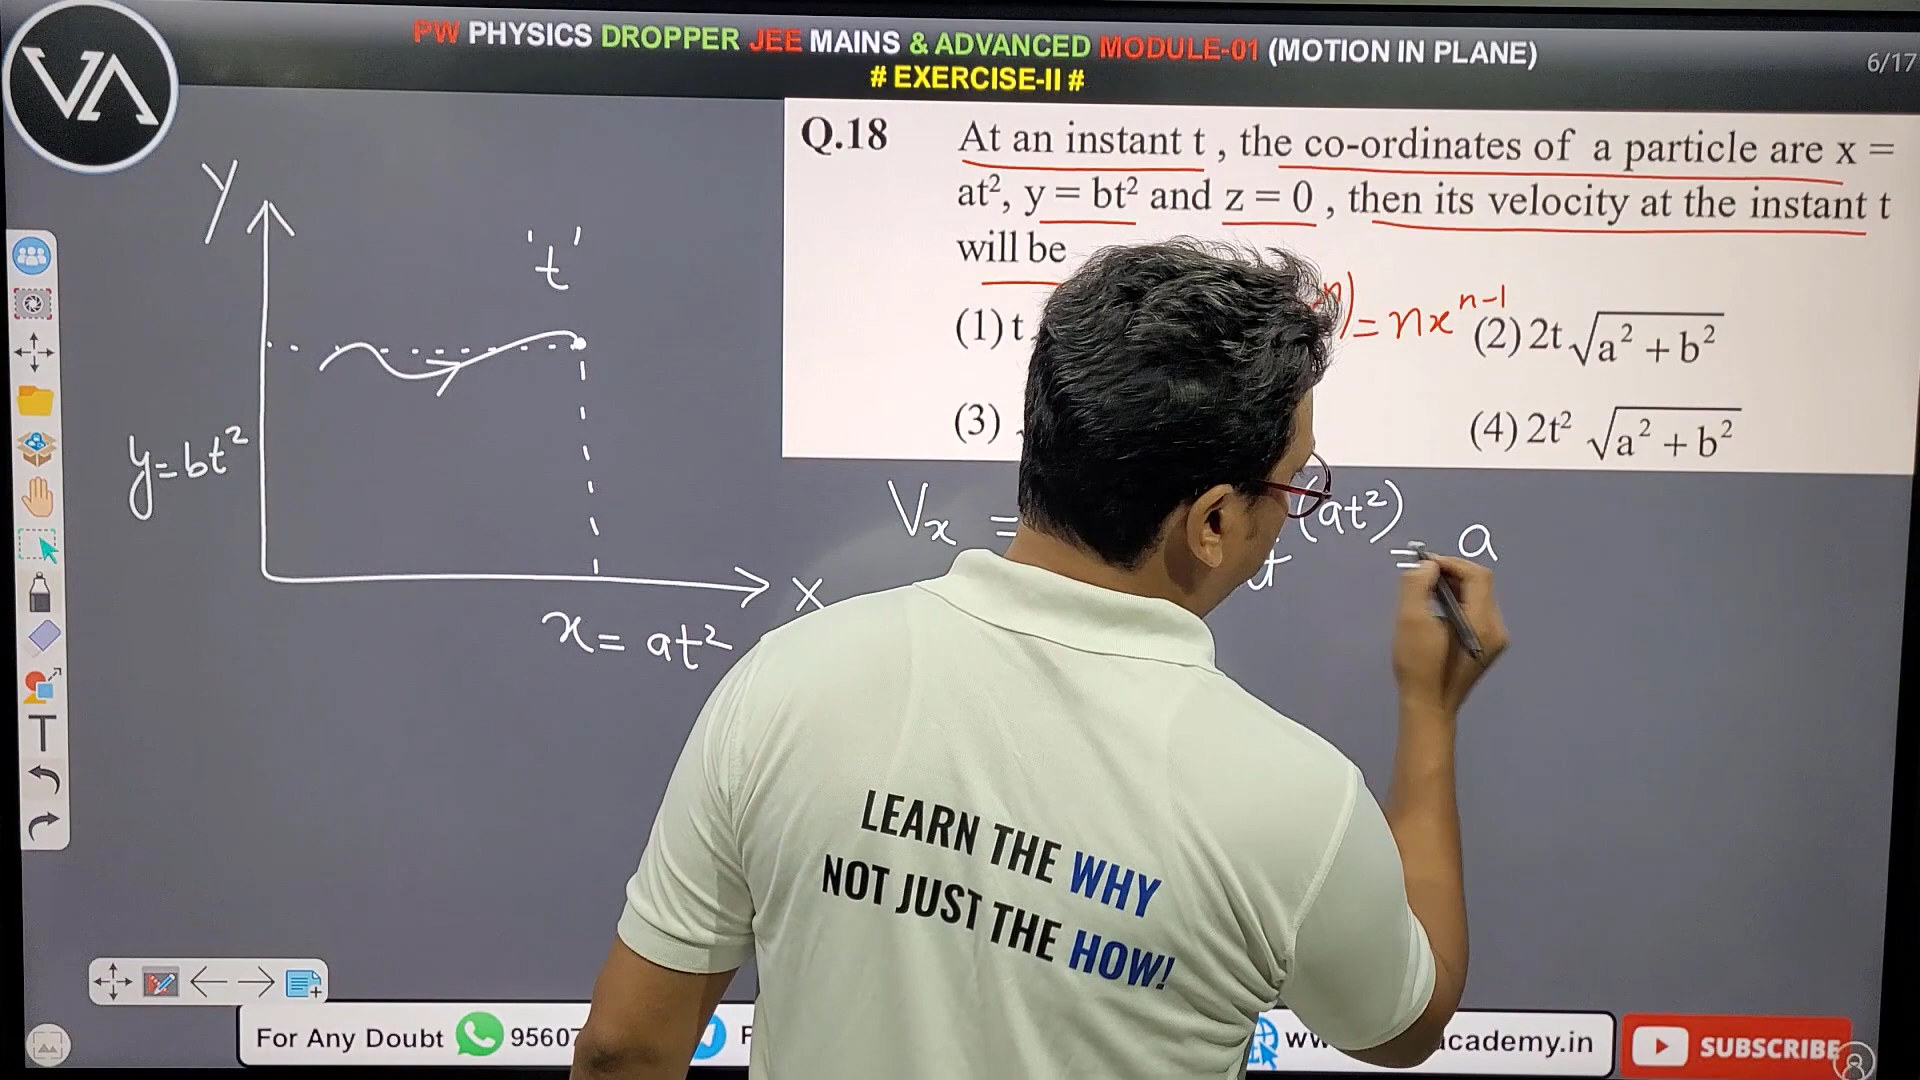 VA
PW PHYSICS DROPPER JEE MAINS & ADVANCED MODULE-01 (MOTION IN PLANE)
# EXERCISE-II #
6/17
Q.18 At an instant t , the co-ordinates of a particle are x =
at², y = bt² and z = 0 , then its velocity at the instant t
will be
(1) t
) = nxⁿ⁻¹
(2) 2t √(a² + b²)
(3)
(4) 2t² √(a² + b²)
Y
't'
y = bt²
X
x = at²
Vx = (at²) = a
LEARN THE WHY
NOT JUST THE HOW!
T
For Any Doubt 9560
cademy.in
SUBSCRIBE